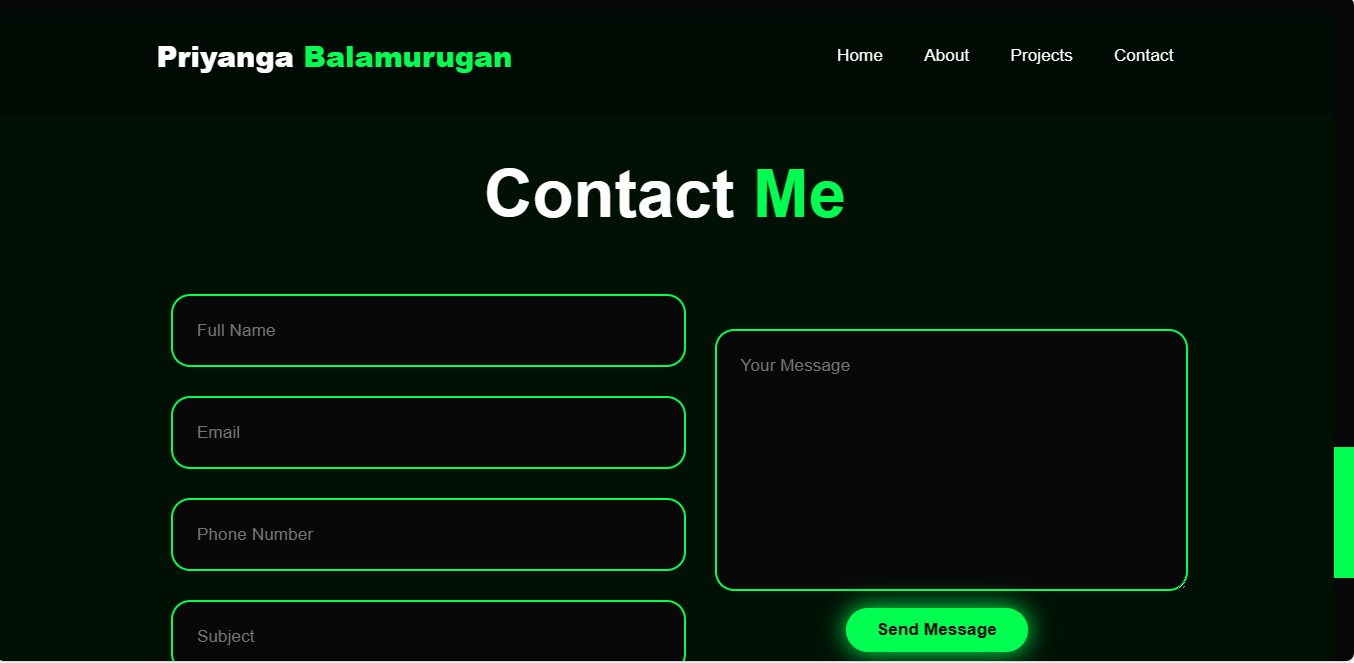 Priyanga Balamurugan
Home About Projects Contact
Contact Me
Full Name
Email
Phone Number
Subject
Your Message
Send Message